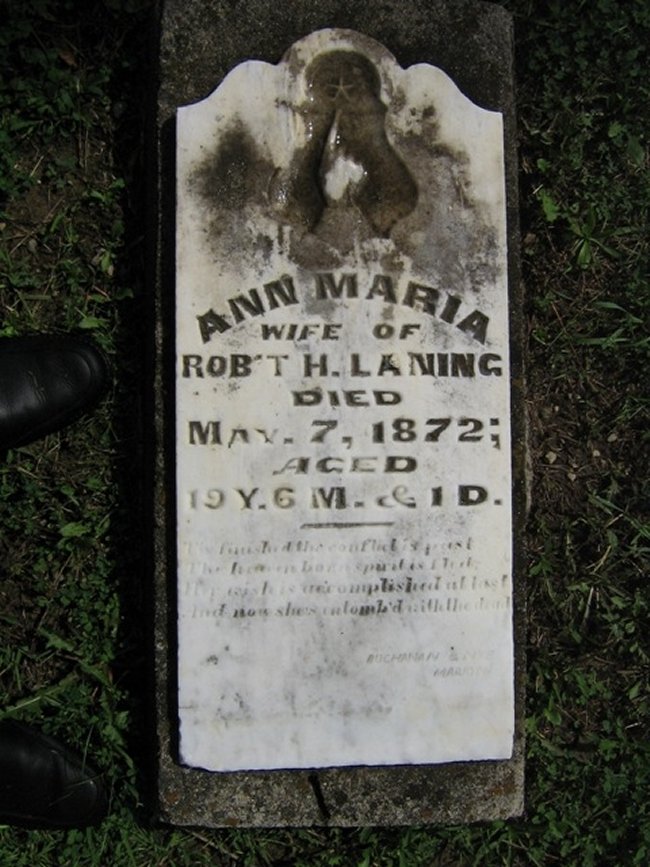 ANN MARIA
WIFE OF
ROB'T H. LANING
DIED
MAY. 7, 1872;
AGED
19 Y. 6 M. & 1 D.
'Tis finished the conflict is past
The heaven born spirit is fled;
Her wish is accomplished at last
And now she's entomb'd with the dead
BUCHANAN &